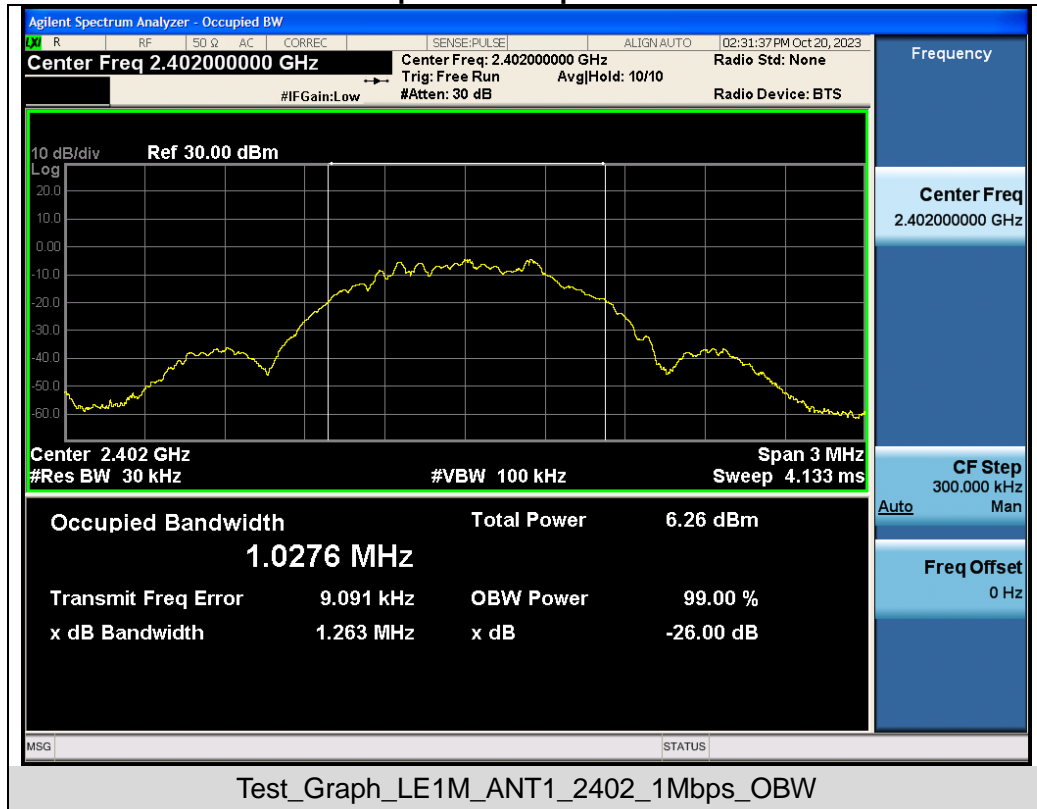 Agilent Spectrum Analyzer - Occupied BW
LXI R RF 50 Ω AC CORREC SENSE:PULSE ALIGN AUTO 02:31:37 PM Oct 20, 2023
Center Freq 2.402000000 GHz Center Freq: 2.402000000 GHz Radio Std: None
Trig: Free Run Avg|Hold: 10/10
#IFGain:Low #Atten: 30 dB Radio Device: BTS
Frequency
10 dB/div Ref 30.00 dBm
Log
20.0
10.0
0.00
-10.0
-20.0
-30.0
-40.0
-50.0
-60.0
Center 2.402 GHz Span 3 MHz
#Res BW 30 kHz #VBW 100 kHz Sweep 4.133 ms
Center Freq
2.402000000 GHz
CF Step
300.000 kHz
Auto Man
Freq Offset
0 Hz
Occupied Bandwidth Total Power 6.26 dBm
1.0276 MHz
Transmit Freq Error 9.091 kHz OBW Power 99.00 %
x dB Bandwidth 1.263 MHz x dB -26.00 dB
MSG STATUS
Test_Graph_LE1M_ANT1_2402_1Mbps_OBW